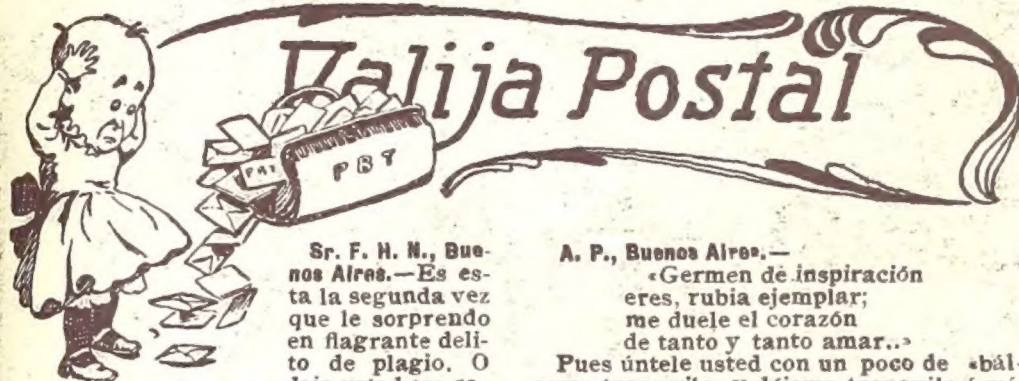 Valija Postal
PBT
PBT
Sr. F. H. N., Bue-
nos Aires.—Es es-
ta la segunda vez
que le sorprendo
en flagrante deli-
to de plagio. O
A. P., Buenos Aires.—
«Germen de inspiración
eres, rubia ejemplar;
me duele el corazón
de tanto y tanto amar..»
Pues úntele usted con un poco de «bál-